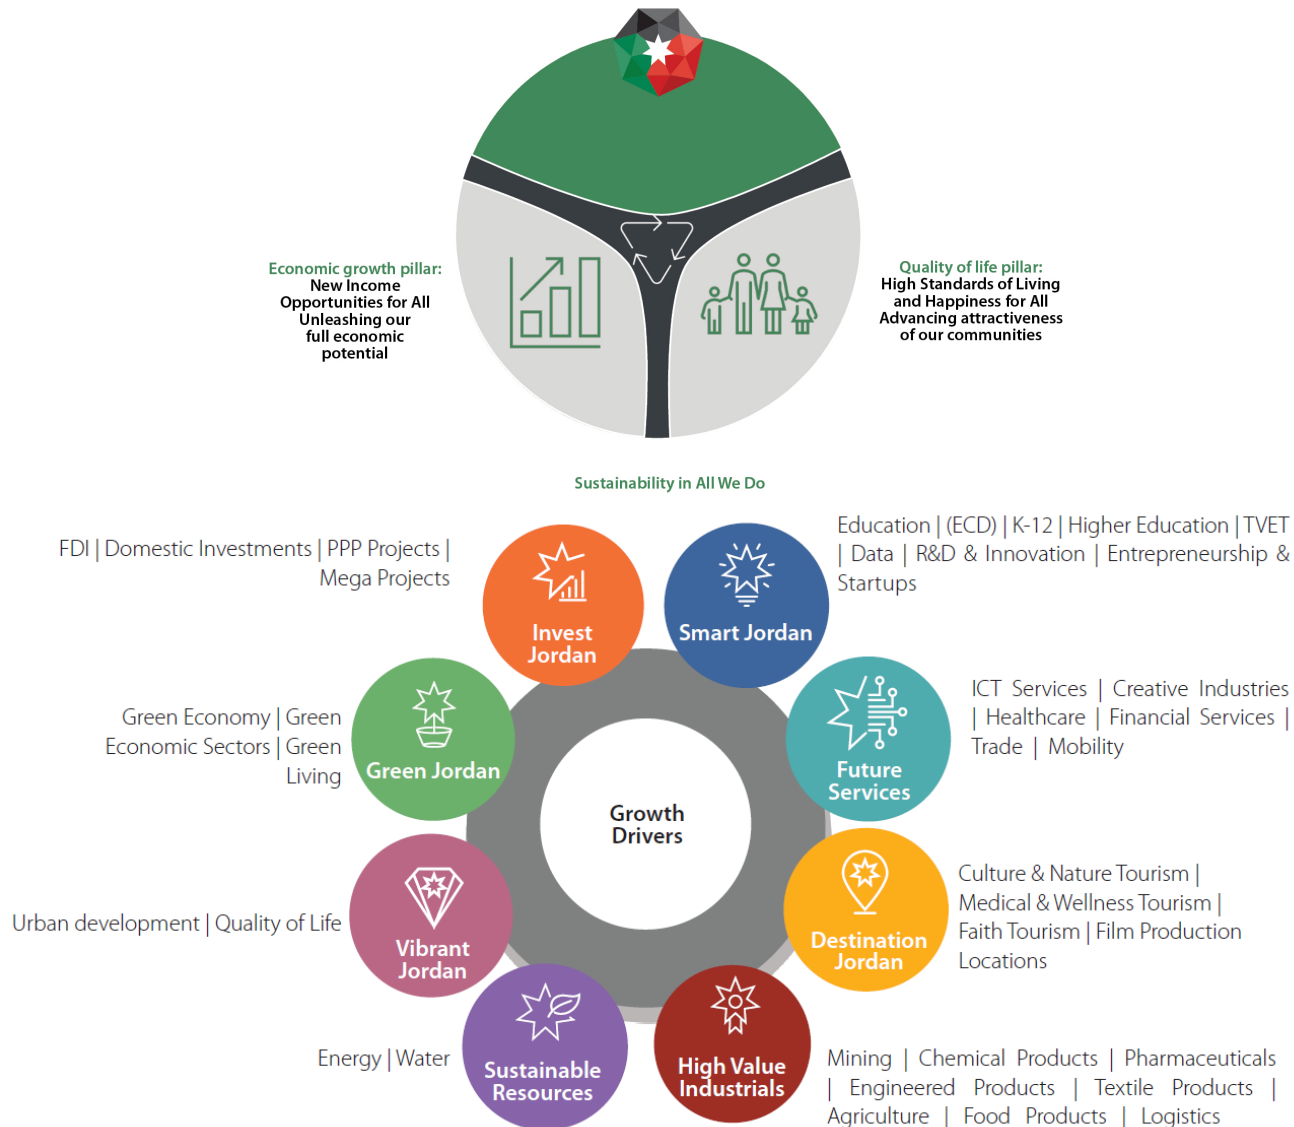 Economic growth pillar:
New Income
Opportunities for All
Unleashing our
full economic
potential
Quality of life pillar:
High Standards of Living
and Happiness for All
Advancing attractiveness
of our communities
Sustainability in All We Do
FDI | Domestic Investments | PPP Projects |
Mega Projects
Invest
Jordan
Smart Jordan
Education | (ECD) | K-12 | Higher Education | TVET
| Data | R&D & Innovation | Entrepreneurship &
Startups
Green Economy | Green
Economic Sectors | Green
Living
Green Jordan
Future
Services
ICT Services | Creative Industries
| Healthcare | Financial Services |
Trade | Mobility
Growth
Drivers
Urban development | Quality of Life
Vibrant
Jordan
Destination
Jordan
Culture & Nature Tourism |
Medical & Wellness Tourism |
Faith Tourism | Film Production
Locations
Energy | Water
Sustainable
Resources
High Value
Industrials
Mining | Chemical Products | Pharmaceuticals
| Engineered Products | Textile Products |
Agriculture | Food Products | Logistics